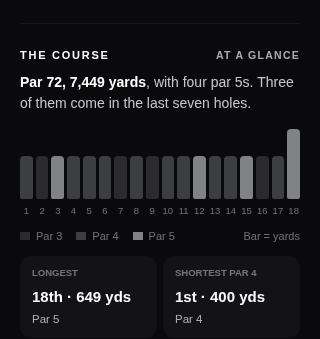 THE COURSE AT A GLANCE
Par 72, 7,449 yards, with four par 5s. Three
of them come in the last seven holes.
1 2 3 4 5 6 7 8 9 10 11 12 13 14 15 16 17 18
Par 3 Par 4 Par 5 Bar = yards
LONGEST SHORTEST PAR 4
18th · 649 yds 1st · 400 yds
Par 5 Par 4